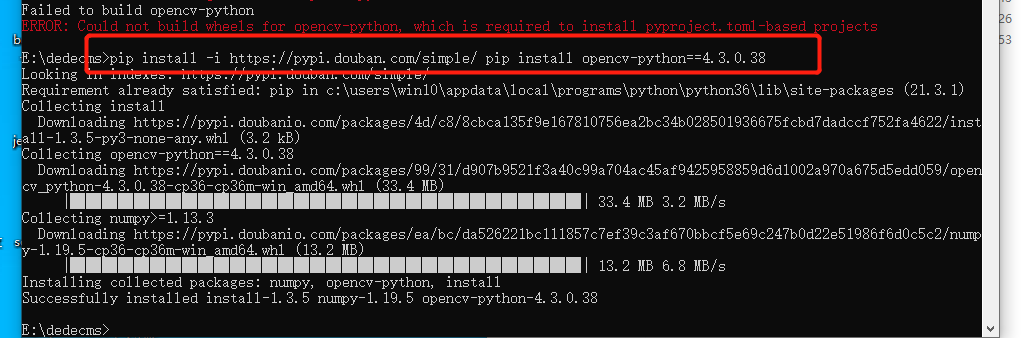 Failed to build opencv-python
ERROR: Could not build wheels for opencv-python, which is required to install pyproject.toml-based projects
E:\dedecms>pip install -i https://pypi.douban.com/simple/ pip install opencv-python==4.3.0.38
Looking in indexes: https://pypi.douban.com/simple/
Requirement already satisfied: pip in c:\users\win10\appdata\local\programs\python\python36\lib\site-packages (21.3.1)
Collecting install
  Downloading https://pypi.doubanio.com/packages/4d/c8/8cbca135f9e167810756ea2bc34b028501936675fcbd7dadccf752fa4622/inst
all-1.3.5-py3-none-any.whl (3.2 kB)
Collecting opencv-python==4.3.0.38
  Downloading https://pypi.doubanio.com/packages/99/31/d907b9521f3a40c99a704ac45af9425958859d6d1002a970a675d5edd059/open
cv_python-4.3.0.38-cp36-cp36m-win_amd64.whl (33.4 MB)
33.4 MB 3.2 MB/s
Collecting numpy>=1.13.3
  Downloading https://pypi.doubanio.com/packages/ea/bc/da526221bc111857c7ef39c3af670bbcf5e69c247b0d22e51986f6d0c5c2/nump
y-1.19.5-cp36-cp36m-win_amd64.whl (13.2 MB)
13.2 MB 6.8 MB/s
Installing collected packages: numpy, opencv-python, install
Successfully installed install-1.3.5 numpy-1.19.5 opencv-python-4.3.0.38
E:\dedecms>
b
je
s
26
53